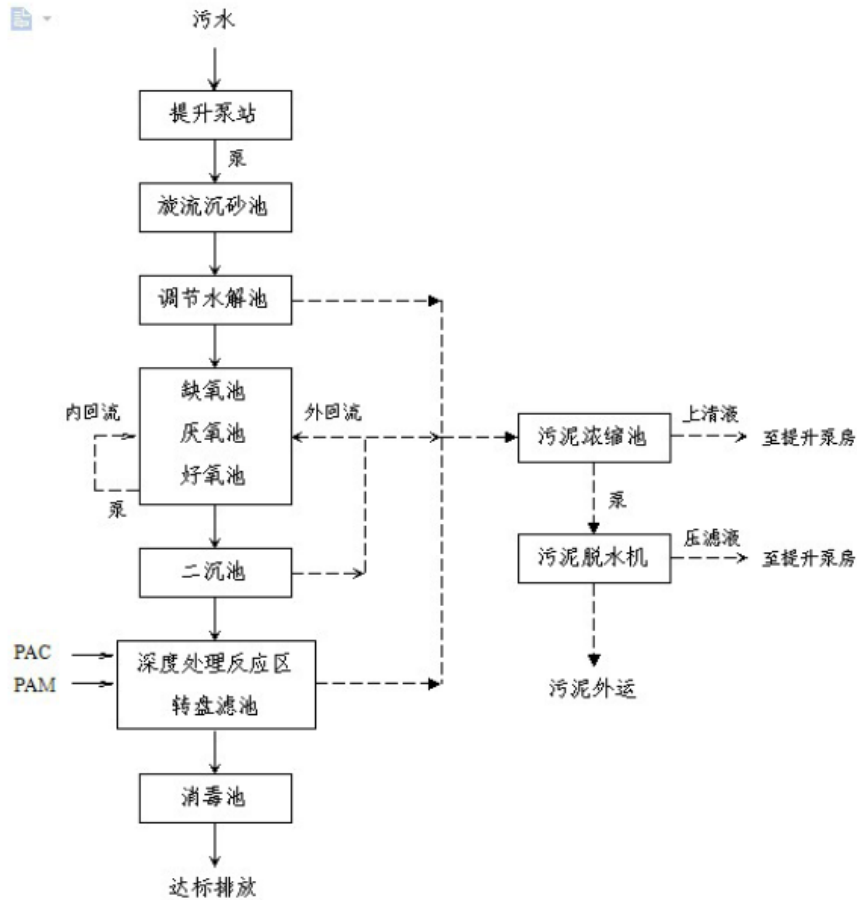 污水
提升泵站
泵
旋流沉砂池
调节水解池
缺氧池
厌氧池
好氧池
内回流
泵
外回流
二沉池
PAC
PAM
深度处理反应区
转盘滤池
消毒池
达标排放
污泥浓缩池
上清液
至提升泵房
泵
污泥脱水机
压滤液
至提升泵房
污泥外运